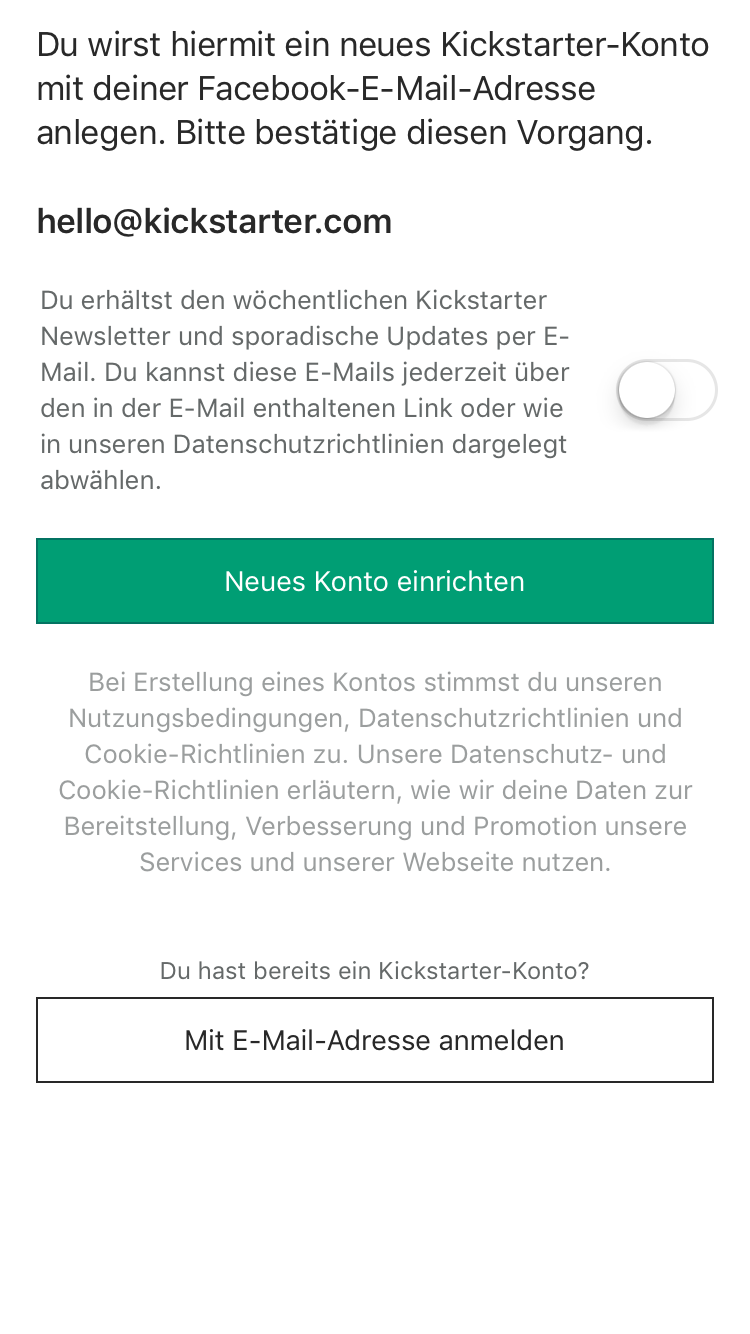 Du wirst hiermit ein neues Kickstarter-Konto
mit deiner Facebook-E-Mail-Adresse
anlegen. Bitte bestätige diesen Vorgang.
hello@kickstarter.com
Du erhältst den wöchentlichen Kickstarter
Newsletter und sporadische Updates per E-
Mail. Du kannst diese E-Mails jederzeit über
den in der E-Mail enthaltenen Link oder wie
in unseren Datenschutzrichtlinien dargelegt
abwählen.
Neues Konto einrichten
Bei Erstellung eines Kontos stimmst du unseren
Nutzungsbedingungen, Datenschutzrichtlinien und
Cookie-Richtlinien zu. Unsere Datenschutz- und
Cookie-Richtlinien erläutern, wie wir deine Daten zur
Bereitstellung, Verbesserung und Promotion unsere
Services und unserer Webseite nutzen.
Du hast bereits ein Kickstarter-Konto?
Mit E-Mail-Adresse anmelden